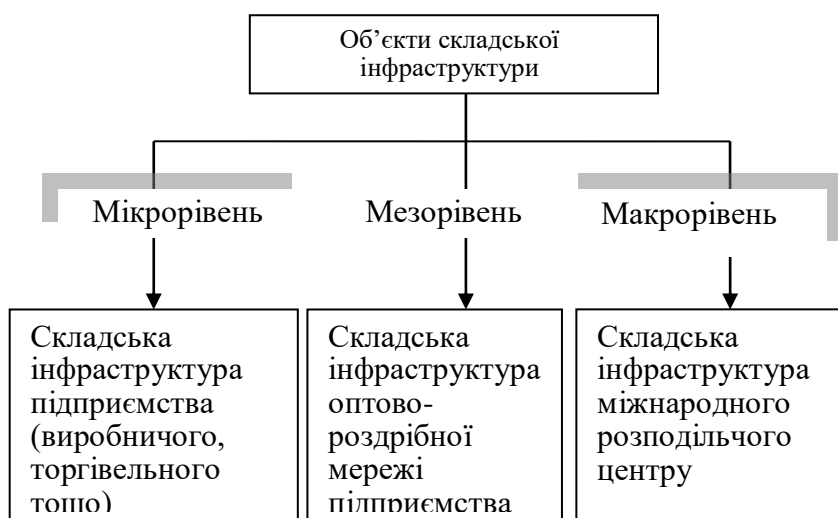 Об’єкти складської
інфраструктури
Мікрорівень
Мезорівень
Макрорівень
Складська
інфраструктура
підприємства
(виробничого,
торгівельного
тощо)
Складська
інфраструктура
оптово-
роздрібної
мережі
підприємства
Складська
інфраструктура
міжнародного
розподільчого
центру